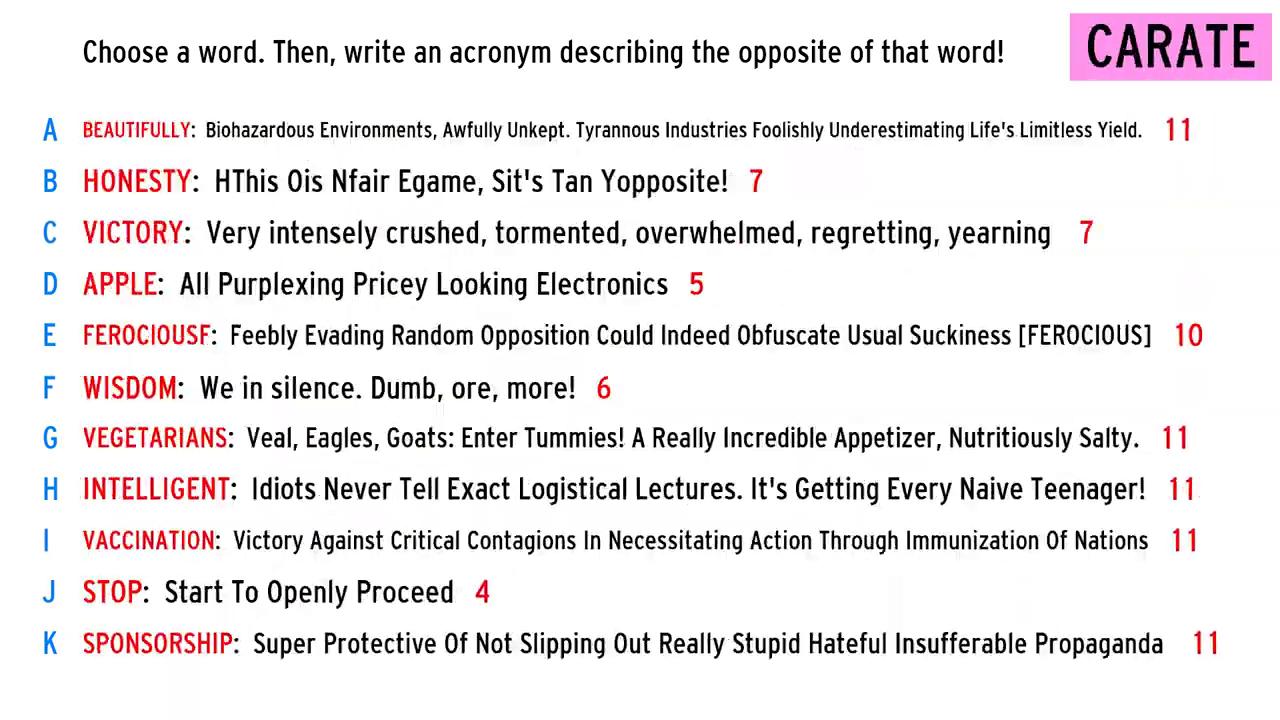 Choose a word. Then, write an acronym describing the opposite of that word!
CARATE
A BEAUTIFULLY: Biohazardous Environments, Awfully Unkept. Tyrannous Industries Foolishly Underestimating Life's Limitless Yield. 11
B HONESTY: HThis Ois Nfair Egame, Sit's Tan Yopposite! 7
C VICTORY: Very intensely crushed, tormented, overwhelmed, regretting, yearning 7
D APPLE: All Purplexing Pricey Looking Electronics 5
E FEROCIOUSF: Feebly Evading Random Opposition Could Indeed Obfuscate Usual Suckiness [FEROCIOUS] 10
F WISDOM: We in silence. Dumb, ore, more! 6
G VEGETARIANS: Veal, Eagles, Goats: Enter Tummies! A Really Incredible Appetizer, Nutritiously Salty. 11
H INTELLIGENT: Idiots Never Tell Exact Logistical Lectures. It's Getting Every Naive Teenager! 11
I VACCINATION: Victory Against Critical Contagions In Necessitating Action Through Immunization Of Nations 11
J STOP: Start To Openly Proceed 4
K SPONSORSHIP: Super Protective Of Not Slipping Out Really Stupid Hateful Insufferable Propaganda 11